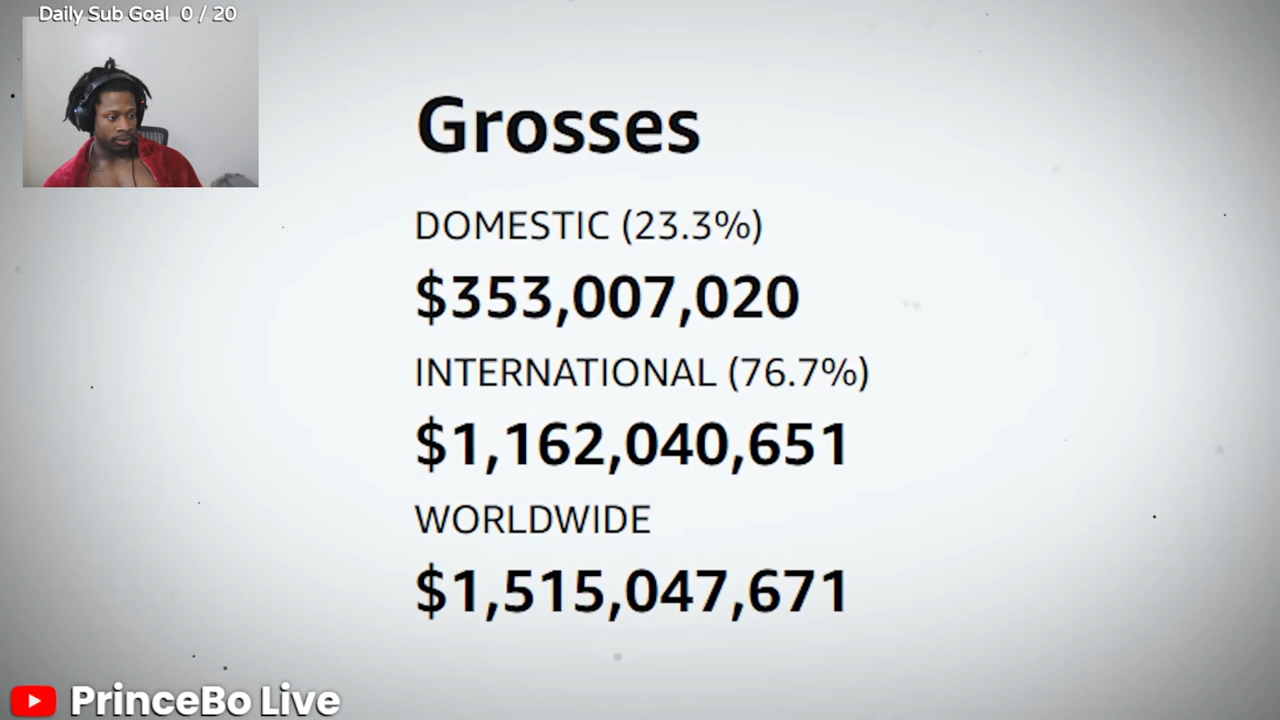 Daily Sub Goal 0 / 20
Grosses
DOMESTIC (23.3%)
$353,007,020
INTERNATIONAL (76.7%)
$1,162,040,651
WORLDWIDE
$1,515,047,671
PrinceBo Live